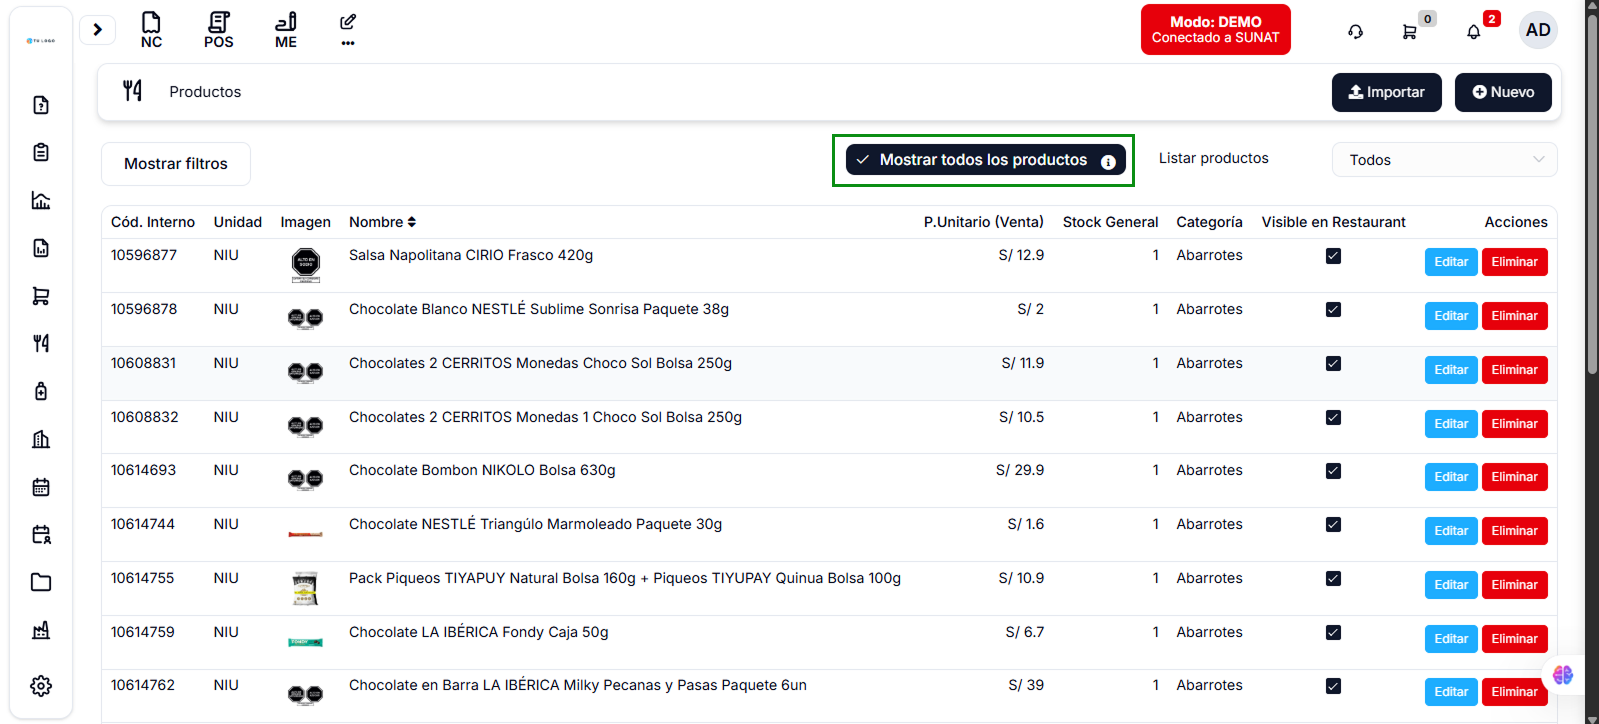 TU LOGO
NC
POS
ME
Modo: DEMO
Conectado a SUNAT
0
2
AD
Productos
Importar
Nuevo
Mostrar filtros
Mostrar todos los productos
Listar productos
Todos
Cód. Interno Unidad Imagen Nombre P.Unitario (Venta) Stock General Categoría Visible en Restaurant Acciones
10596877 NIU ALTO EN SODIO Salsa Napolitana CIRIO Frasco 420g S/ 12.9 1 Abarrotes Editar Eliminar
10596878 NIU Chocolate Blanco NESTLÉ Sublime Sonrisa Paquete 38g S/ 2 1 Abarrotes Editar Eliminar
10608831 NIU Chocolates 2 CERRITOS Monedas Choco Sol Bolsa 250g S/ 11.9 1 Abarrotes Editar Eliminar
10608832 NIU Chocolates 2 CERRITOS Monedas 1 Choco Sol Bolsa 250g S/ 10.5 1 Abarrotes Editar Eliminar
10614693 NIU Chocolate Bombon NIKOLO Bolsa 630g S/ 29.9 1 Abarrotes Editar Eliminar
10614744 NIU Chocolate NESTLÉ Triangúlo Marmoleado Paquete 30g S/ 1.6 1 Abarrotes Editar Eliminar
10614755 NIU Pack Piqueos TIYAPUY Natural Bolsa 160g + Piqueos TIYUPAY Quinua Bolsa 100g S/ 10.9 1 Abarrotes Editar Eliminar
10614759 NIU Chocolate LA IBÉRICA Fondy Caja 50g S/ 6.7 1 Abarrotes Editar Eliminar
10614762 NIU Chocolate en Barra LA IBÉRICA Milky Pecanas y Pasas Paquete 6un S/ 39 1 Abarrotes Editar Eliminar